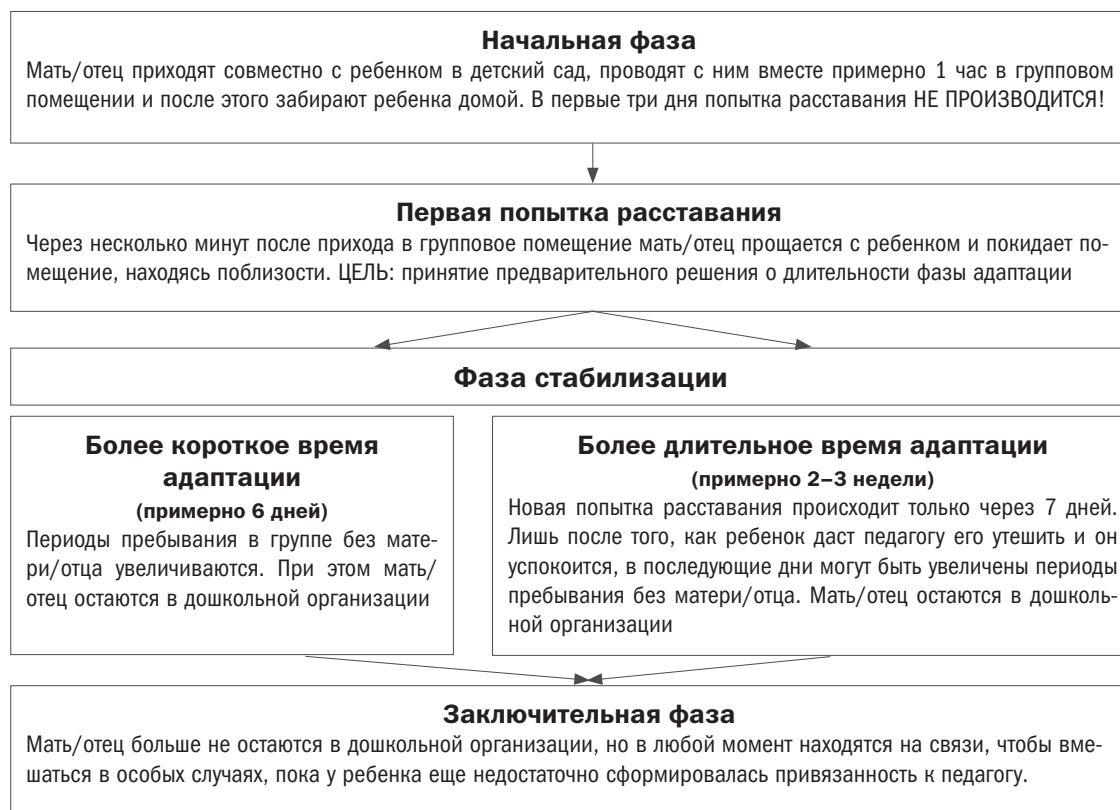 Начальная фаза
Мать/отец приходят совместно с ребенком в детский сад, проводят с ним вместе примерно 1 час в групповом
помещении и после этого забирают ребенка домой. В первые три дня попытка расставания НЕ ПРОИЗВОДИТСЯ!
Первая попытка расставания
Через несколько минут после прихода в групповое помещение мать/отец прощается с ребенком и покидает по-
мещение, находясь поблизости. ЦЕЛЬ: принятие предварительного решения о длительности фазы адаптации
Фаза стабилизации
Более короткое время
адаптации
(примерно 6 дней)
Периоды пребывания в группе без мате-
ри/отца увеличиваются. При этом мать/
отец остаются в дошкольной организации
Более длительное время адаптации
(примерно 2–3 недели)
Новая попытка расставания происходит только через 7 дней.
Лишь после того, как ребенок даст педагогу его утешить и он
успокоится, в последующие дни могут быть увеличены периоды
пребывания без матери/отца. Мать/отец остаются в дошколь-
ной организации
Заключительная фаза
Мать/отец больше не остаются в дошкольной организации, но в любой момент находятся на связи, чтобы вме-
шаться в особых случаях, пока у ребенка еще недостаточно сформировалась привязанность к педагогу.